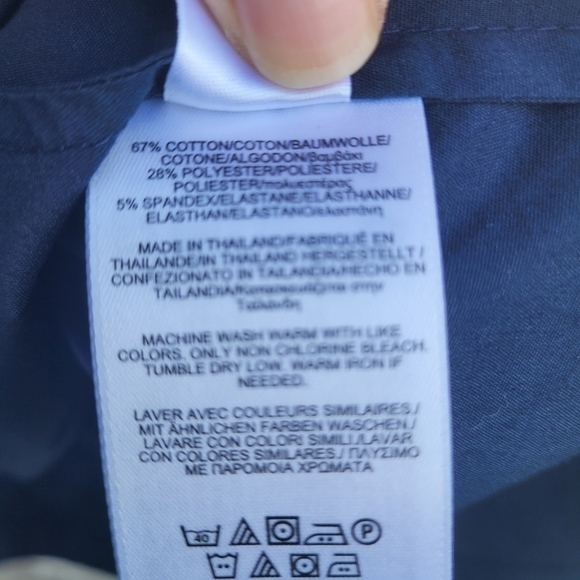 67% COTTON/COTON/BAUMWOLLE/
COTONE/ALGODON/Βαμβάκι
28% POLYESTER/POLIESTERE/
POLIESTER/πολυεστέρας
5% SPANDEX/ELASTANE/ELASTHANNE/
ELASTHAN/ELASTANO/ελαστάνη
MADE IN THAILAND/FABRIQUÉ EN
THAILANDE/IN THAILAND HERGESTELLT/
CONFEZIONATO IN TAILANDIA/HECHO EN
TAILANDIA/Κατασκευάζεται στην
Ταϊλάνδη
MACHINE WASH WARM WITH LIKE
COLORS. ONLY NON CHLORINE BLEACH.
TUMBLE DRY LOW. WARM IRON IF
NEEDED.
LAVER AVEC COULEURS SIMILAIRES./
MIT ÄHNLICHEN FARBEN WASCHEN./
LAVARE CON COLORI SIMILI./LAVAR
CON COLORES SIMILARES./ ΠΛΥΣΙΜΟ
ΜΕ ΠΑΡΟΜΟΙΑ ΧΡΩΜΑΤΑ
40 P